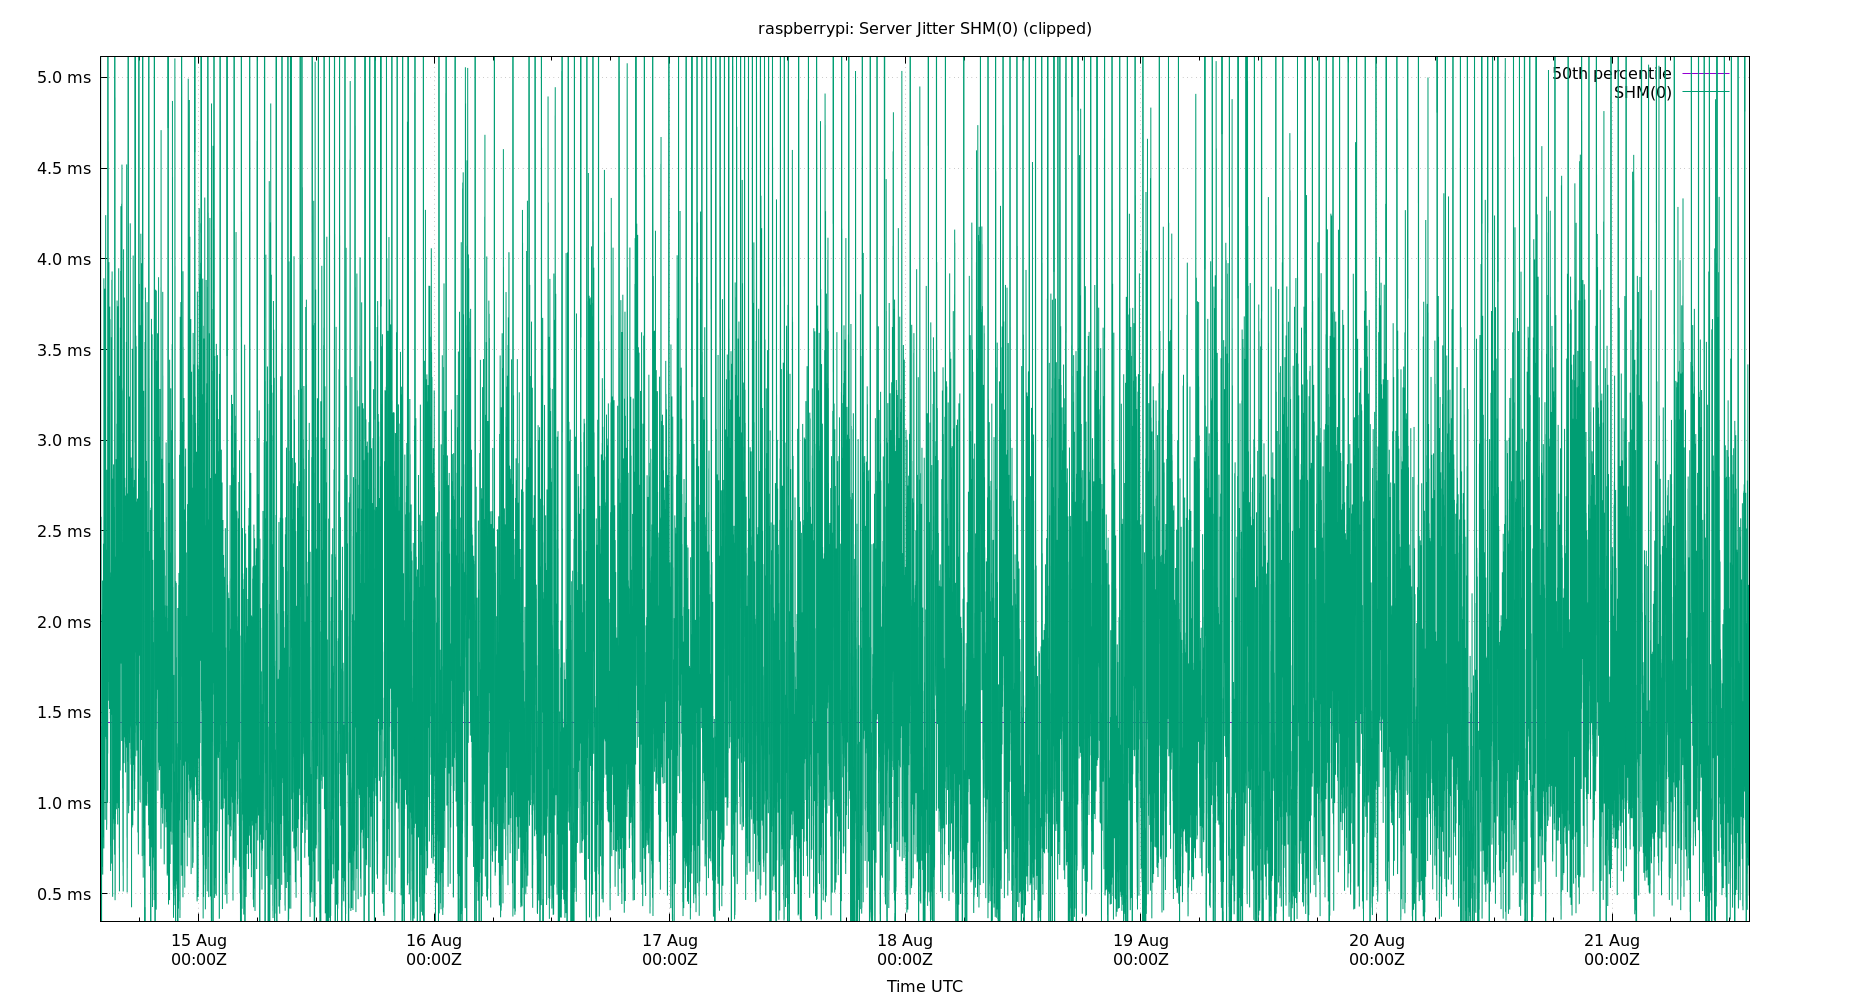 raspberrypi: Server Jitter SHM(0) (clipped)
5.0 ms
50th percentile
SHM(0)
4.5 ms
4.0 ms
3.5 ms
3.0 ms
2.5 ms
2.0 ms
1.5 ms
1.0 ms
0.5 ms
15 Aug 16 Aug 17 Aug 18 Aug 19 Aug 20 Aug 21 Aug
00:00Z 00:00Z 00:00Z 00:00Z 00:00Z 00:00Z 00:00Z
Time UTC